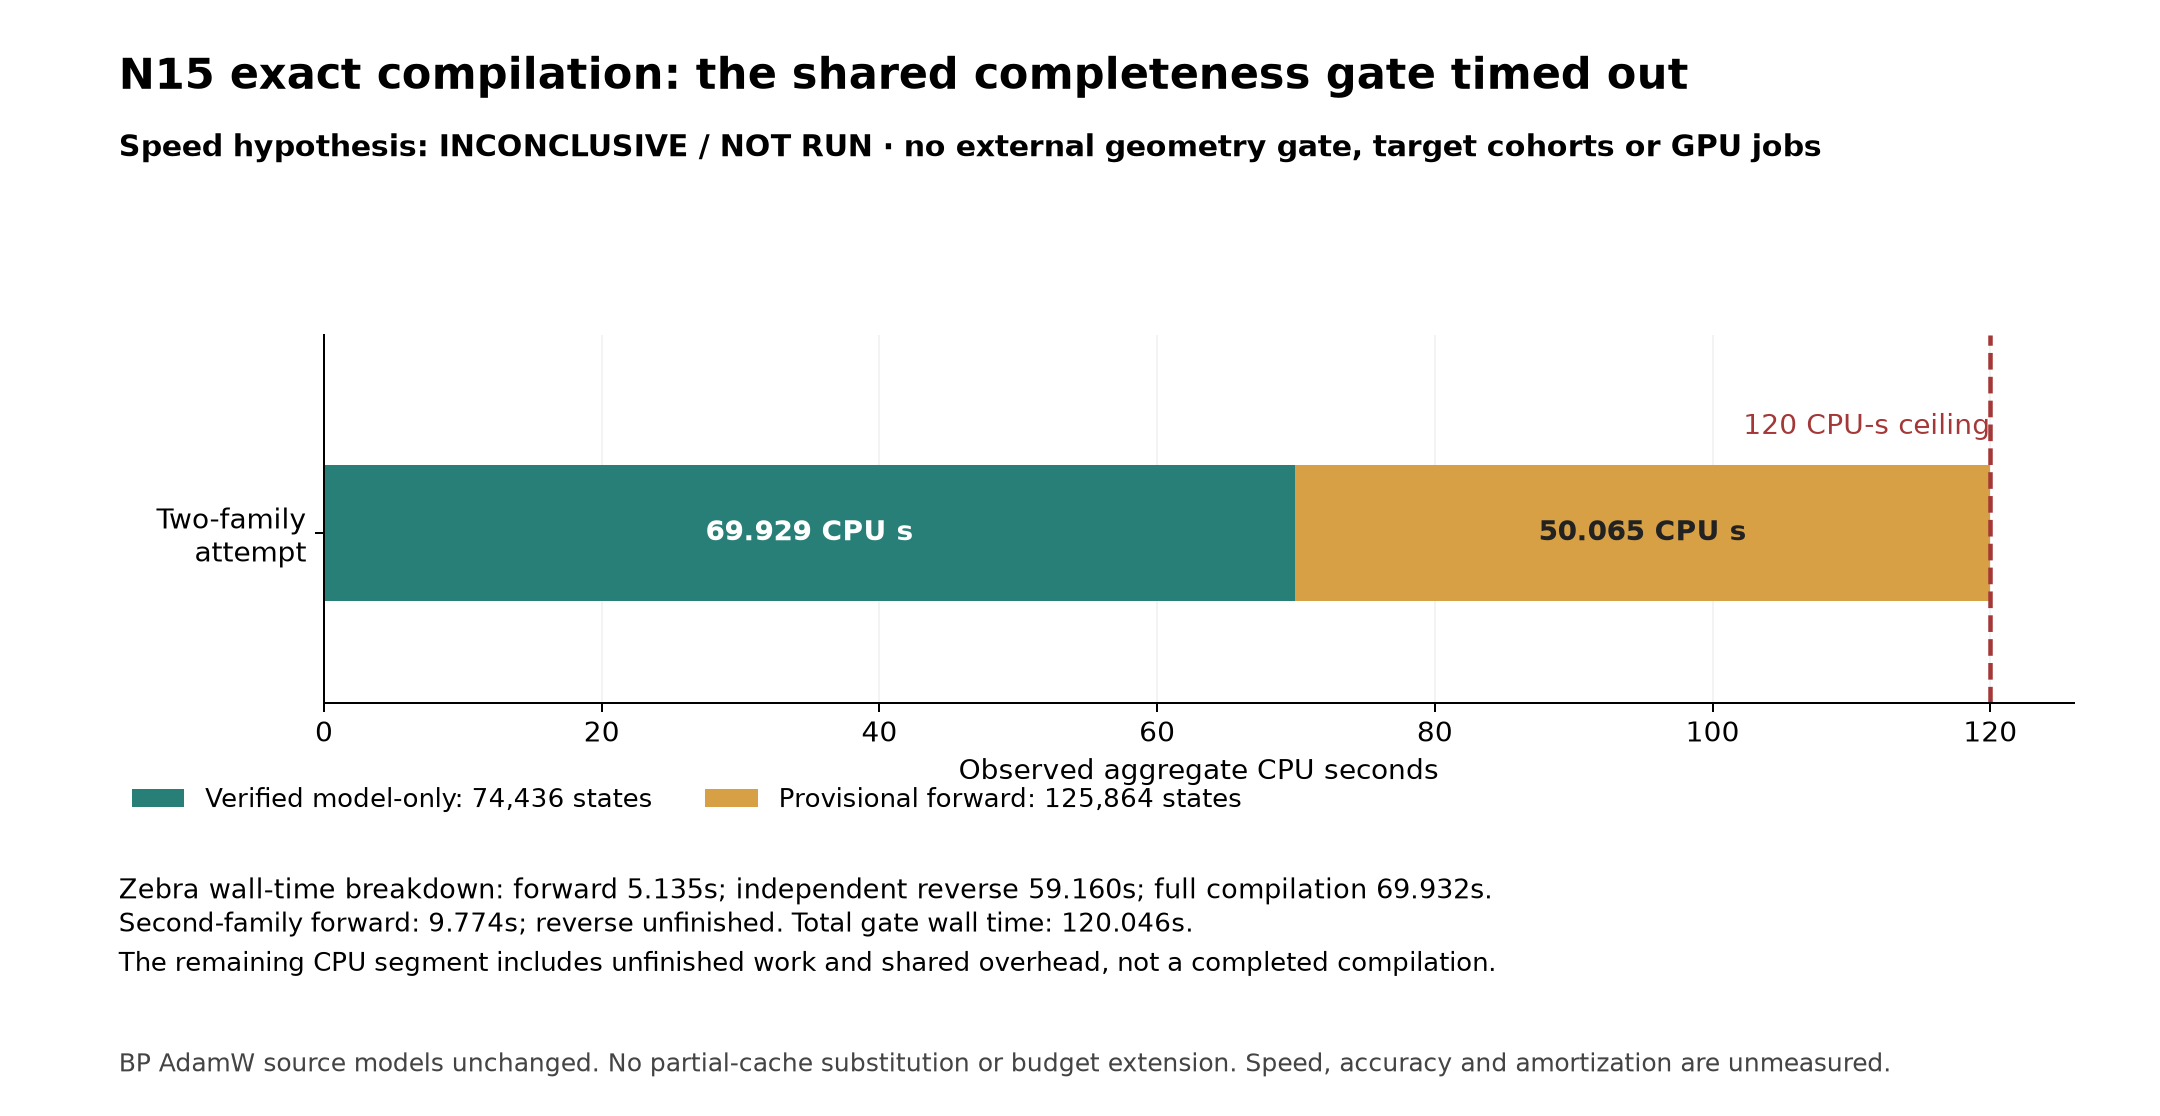 N15 exact compilation: the shared completeness gate timed out
Speed hypothesis: INCONCLUSIVE / NOT RUN · no external geometry gate, target cohorts or GPU jobs
120 CPU-s ceiling
Two-family
attempt
69.929 CPU s
50.065 CPU s
0
20
40
60
80
100
120
Observed aggregate CPU seconds
Verified model-only: 74,436 states
Provisional forward: 125,864 states
Zebra wall-time breakdown: forward 5.135s; independent reverse 59.160s; full compilation 69.932s.
Second-family forward: 9.774s; reverse unfinished. Total gate wall time: 120.046s.
The remaining CPU segment includes unfinished work and shared overhead, not a completed compilation.
BP AdamW source models unchanged. No partial-cache substitution or budget extension. Speed, accuracy and amortization are unmeasured.